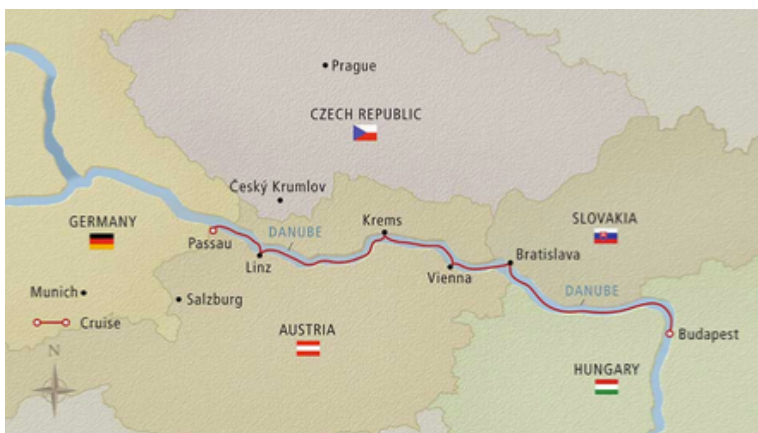 Prague
CZECH REPUBLIC
Český Krumlov
GERMANY
Passau
DANUBE
Krems
SLOVAKIA
Linz
Vienna
Bratislava
Munich
Salzburg
DANUBE
Cruise
AUSTRIA
Budapest
N
HUNGARY